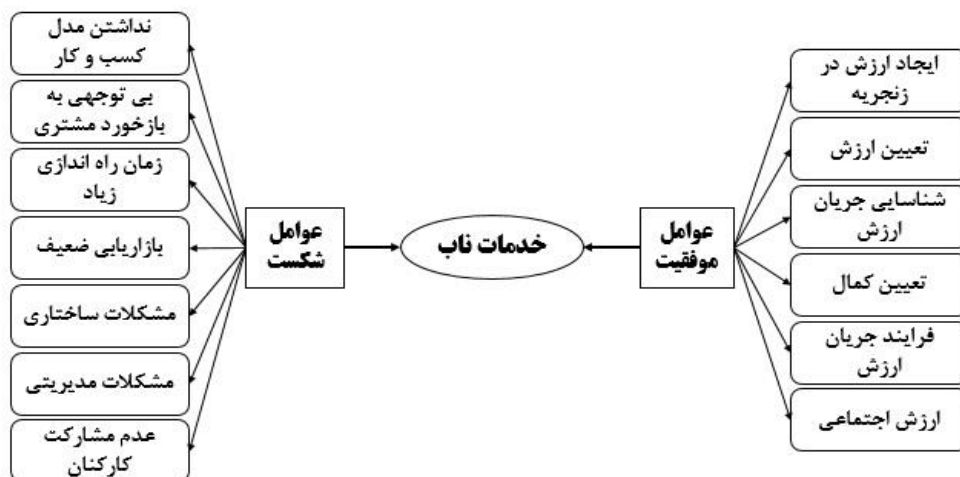 ایجاد ارزش در
زنجریه
تعیین ارزش
شناسایی جریان
ارزش
تعیین کمال
فرایند جریان
ارزش
ارزش اجتماعی
عوامل
موفقیت
خدمات ناب
عوامل
شکست
نداشتن مدل
کسب و کار
بی توجهی به
بازخورد مشتری
زمان راه اندازی
زیاد
بازاریابی ضعیف
مشکلات ساختاری
مشکلات مدیریتی
عدم مشارکت
کارکنان